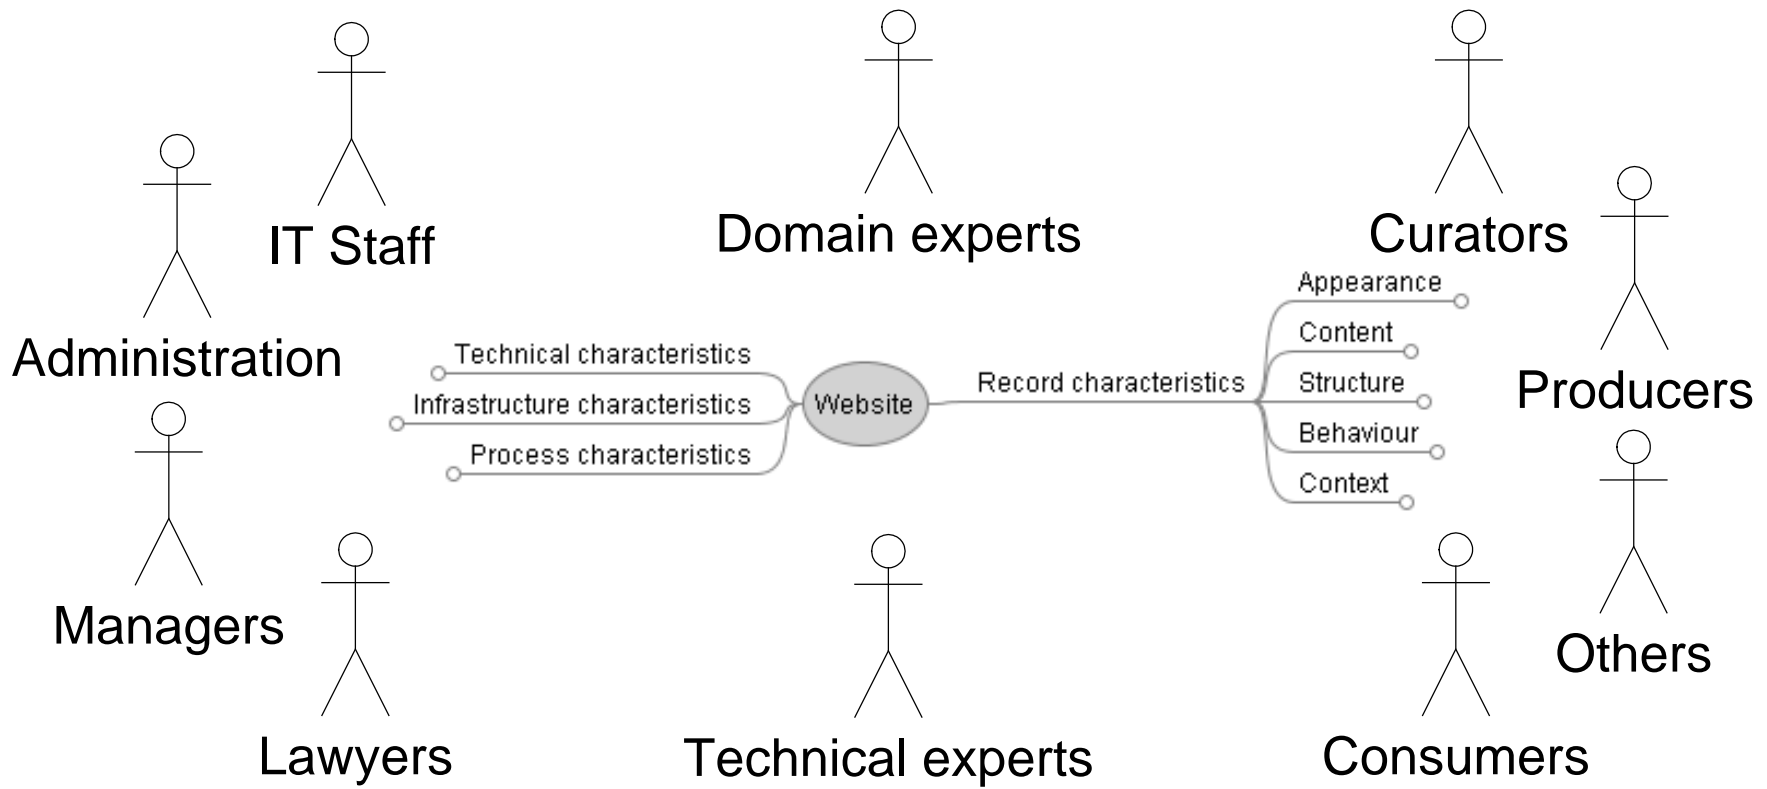 IT Staff
Domain experts
Curators
Administration
Producers
Appearance
Content
Technical characteristics
Record characteristics
Structure
Infrastructure characteristics
Website
Behaviour
Process characteristics
Context
Managers
Others
Lawyers
Technical experts
Consumers